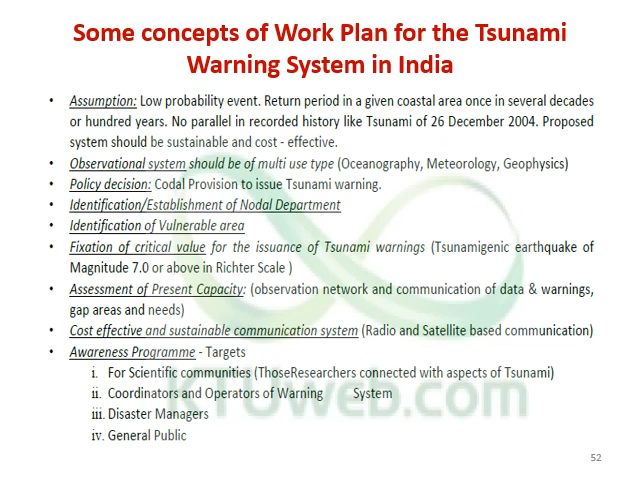 Some concepts of Work Plan for the Tsunami
Warning System in India
• Assumption: Low probability event. Return period in a given coastal area once in several decades
or hundred years. No parallel in recorded history like Tsunami of 26 December 2004. Proposed
system should be sustainable and cost - effective.
• Observational system should be of multi use type (Oceanography, Meteorology, Geophysics)
• Policy decision: Codal Provision to issue Tsunami warning.
• Identification/Establishment of Nodal Department
• Identification of Vulnerable area
• Fixation of critical value for the issuance of Tsunami warnings (Tsunamigenic earthquake of
Magnitude 7.0 or above in Richter Scale )
• Assessment of Present Capacity: (observation network and communication of data & warnings,
gap areas and needs)
• Cost effective and sustainable communication system (Radio and Satellite based communication)
• Awareness Programme - Targets
i. For Scientific communities (ThoseResearchers connected with aspects of Tsunami)
ii. Coordinators and Operators of Warning System
iii. Disaster Managers
iv. General Public
KTUweb.com
52